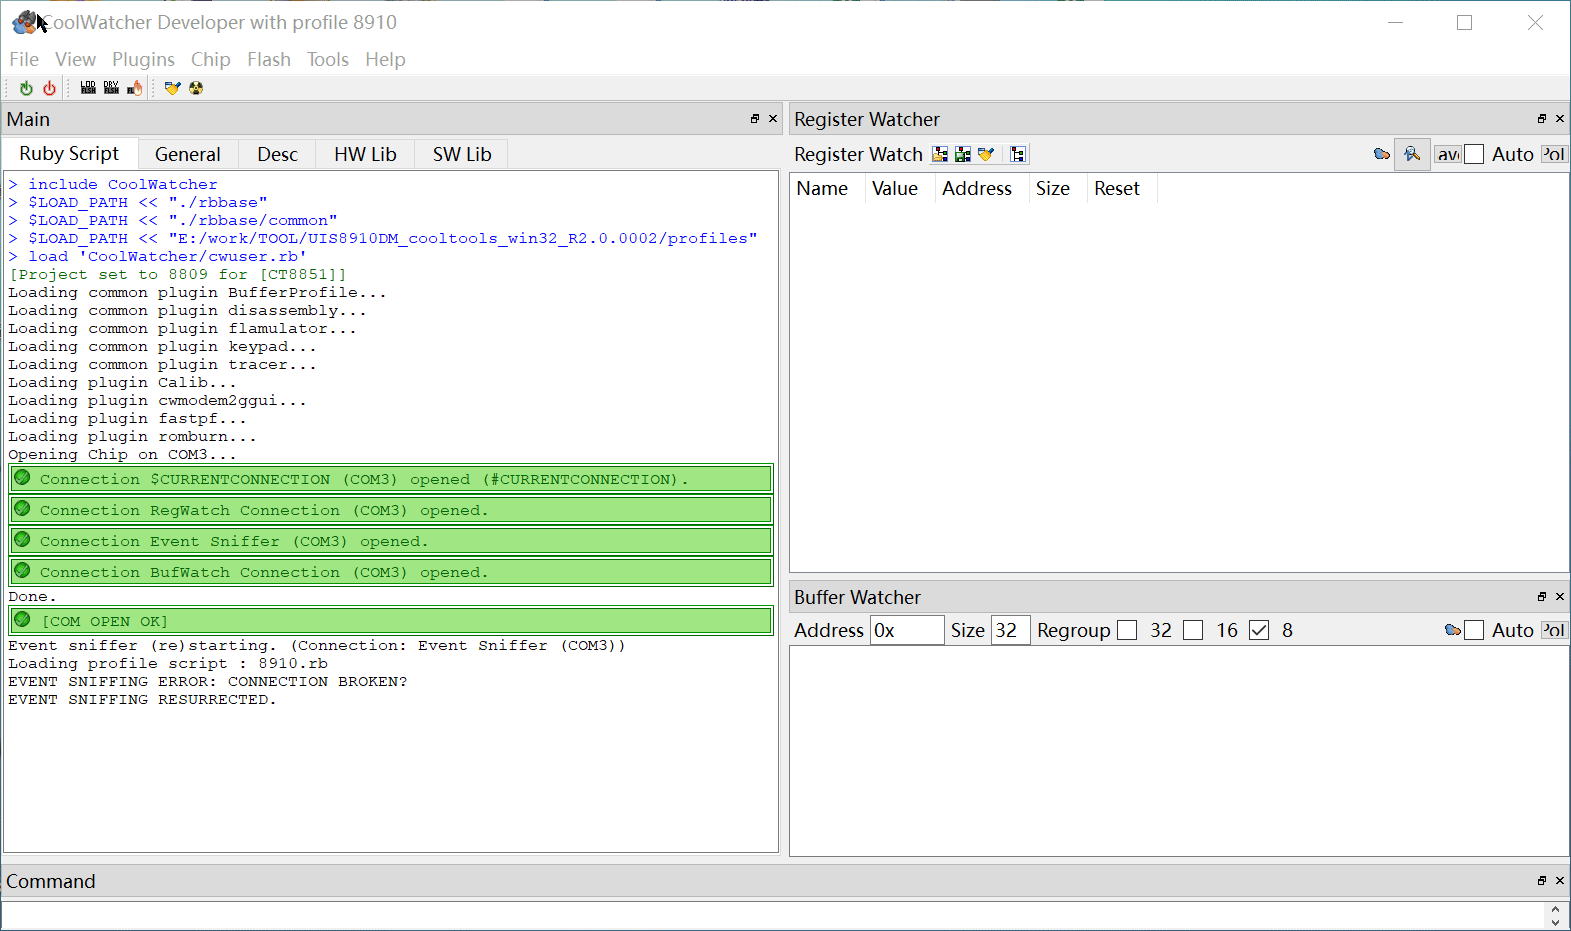 CoolWatcher Developer with profile 8910
File View Plugins Chip Flash Tools Help
Main
Ruby Script General Desc HW Lib SW Lib
> include CoolWatcher
> $LOAD_PATH << "./rbbase"
> $LOAD_PATH << "./rbbase/common"
> $LOAD_PATH << "E:/work/TOOL/UIS8910DM_cooltools_win32_R2.0.0002/profiles"
> load 'CoolWatcher/cwuser.rb'
[Project set to 8809 for [CT8851]]
Loading common plugin BufferProfile...
Loading common plugin disassembly...
Loading common plugin flamulator...
Loading common plugin keypad...
Loading common plugin tracer...
Loading plugin Calib...
Loading plugin cwmodem2ggui...
Loading plugin fastpf...
Loading plugin romburn...
Opening Chip on COM3...
Connection $CURRENTCONNECTION (COM3) opened (#CURRENTCONNECTION).
Connection RegWatch Connection (COM3) opened.
Connection Event Sniffer (COM3) opened.
Connection BufWatch Connection (COM3) opened.
Done.
[COM OPEN OK]
Event sniffer (re)starting. (Connection: Event Sniffer (COM3))
Loading profile script : 8910.rb
EVENT SNIFFING ERROR: CONNECTION BROKEN?
EVENT SNIFFING RESURRECTED.
Register Watcher
Register Watch Auto
Name Value Address Size Reset
Buffer Watcher
Address 0x Size 32 Regroup 32 16 8 Auto
Command